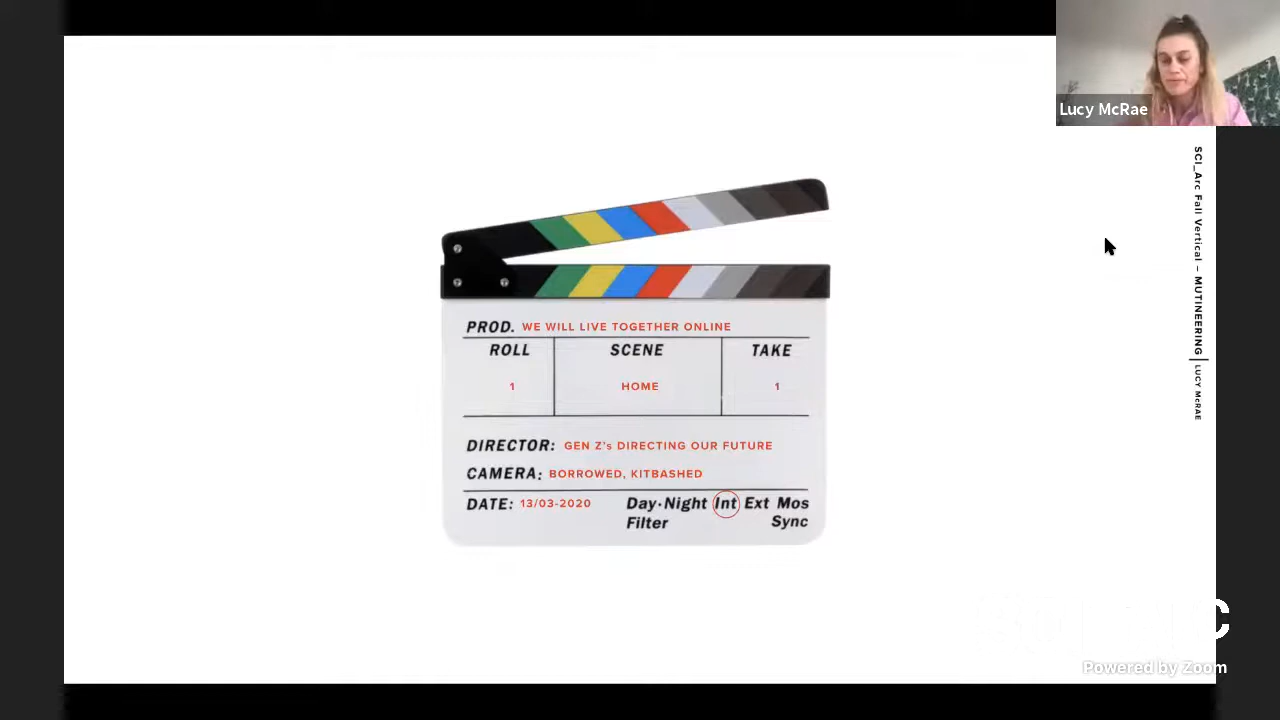 Lucy McRae
SCI_Arc Fall Vertical – MUTINEERING | LUCY McRAE
PROD. WE WILL LIVE TOGETHER ONLINE
ROLL SCENE TAKE
1 HOME 1
DIRECTOR: GEN Z's DIRECTING OUR FUTURE
CAMERA: BORROWED, KITBASHED
DATE: 13/03-2020 Day•Night Int Ext Mos
Filter Sync
Powered by Zoom